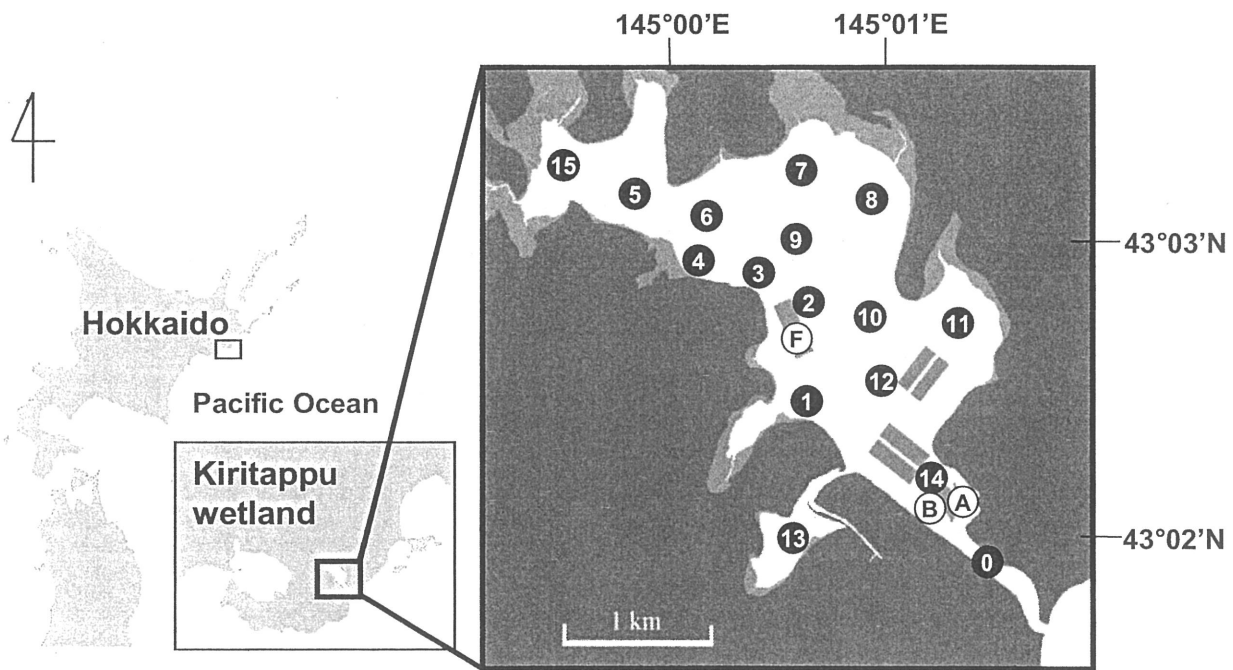 145°00'E
145°01'E
15
5
7
8
6
9
43°03'N
4
3
2
10
11
Hokkaido
F
12
Pacific Ocean
1
Kiritappu
wetland
14
B
A
13
43°02'N
0
1 km